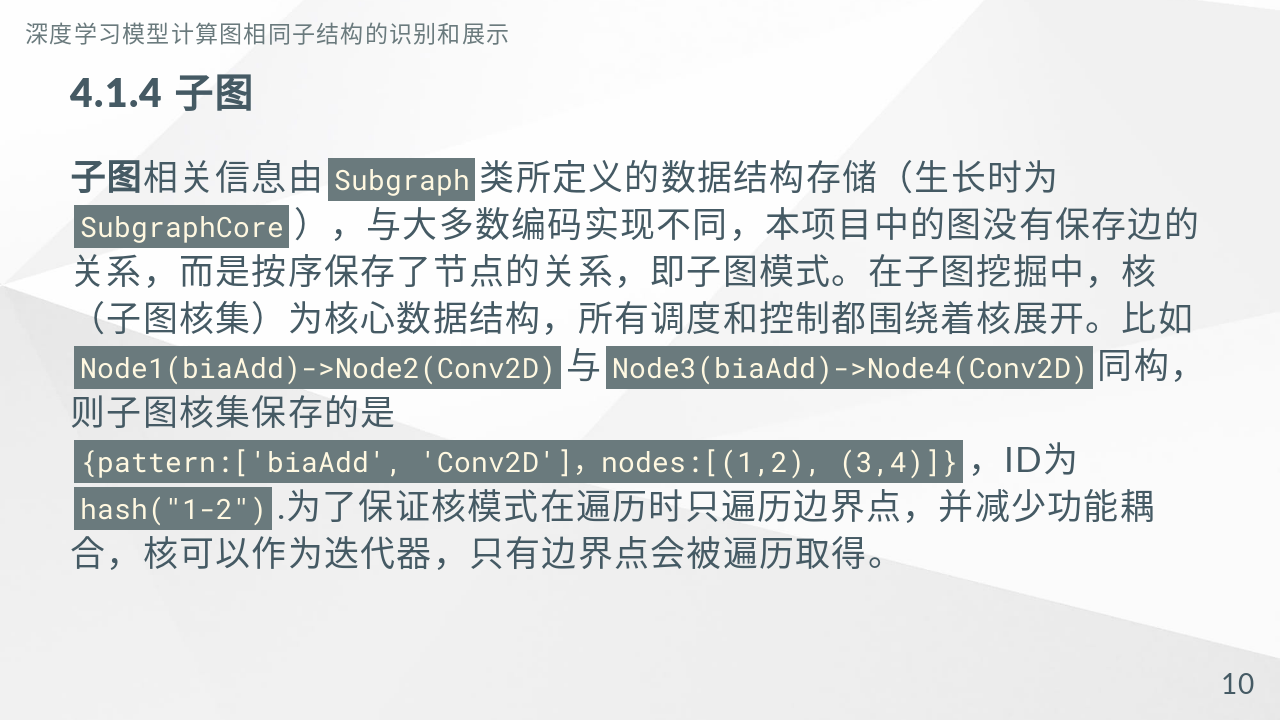 深度学习模型计算图相同子结构的识别和展示
4.1.4 子图
子图相关信息由 Subgraph 类所定义的数据结构存储（生长时为
SubgraphCore ），与大多数编码实现不同，本项目中的图没有保存边的
关系，而是按序保存了节点的关系，即子图模式。在子图挖掘中，核
（子图核集）为核心数据结构，所有调度和控制都围绕着核展开。比如
Node1(biaAdd)->Node2(Conv2D) 与 Node3(biaAdd)->Node4(Conv2D) 同构，
则子图核集保存的是
{pattern:['biaAdd', 'Conv2D'], nodes:[(1,2), (3,4)]} ，ID为
hash("1-2") .为了保证核模式在遍历时只遍历边界点，并减少功能耦
合，核可以作为迭代器，只有边界点会被遍历取得。
10